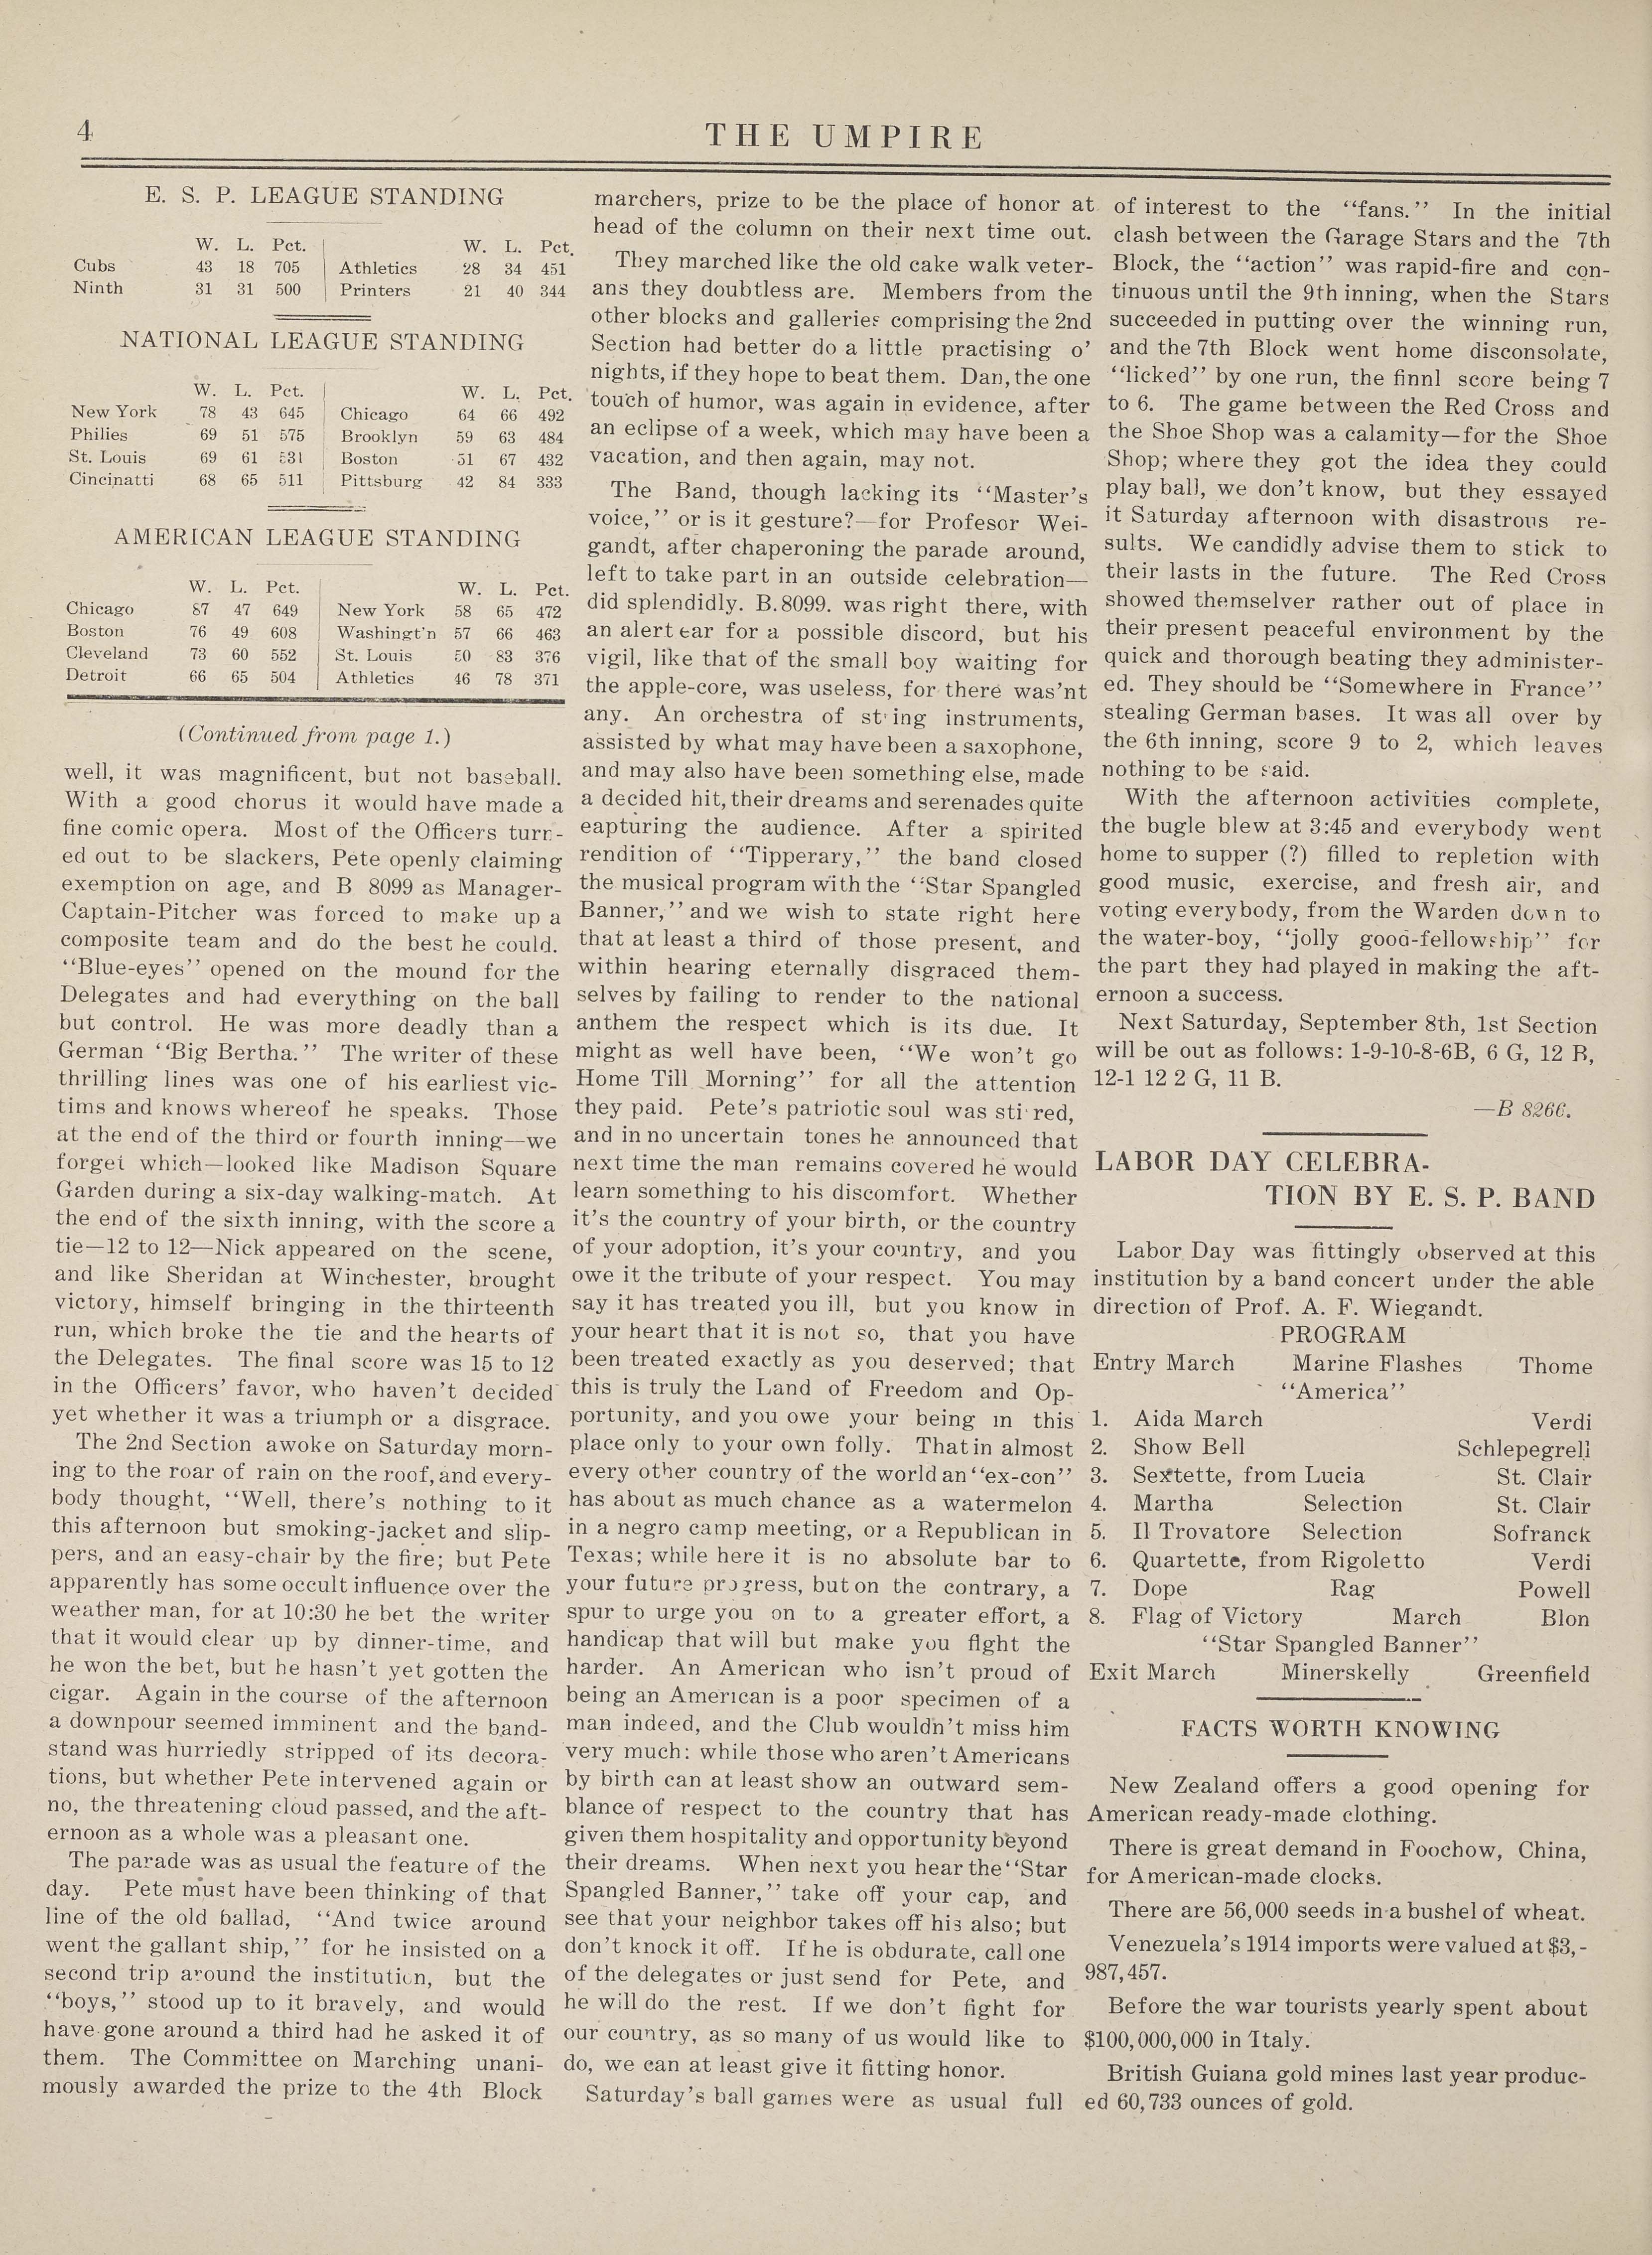 4
THE UMPIRE
E. S. P. LEAGUE STANDING
W. L. Pct. W. L. Pct.
Cubs 43 18 705 Athletics 28 34 451
Ninth 31 31 500 Printers 21 40 344
NATIONAL LEAGUE STANDING
W. L. Pct. W. L. Pct.
New York 78 43 645 Chicago 64 66 492
Philies 69 51 575 Brooklyn 59 63 484
St. Louis 69 61 531 Boston 51 67 432
Cincinatti 68 65 511 Pittsburg 42 84 333
AMERICAN LEAGUE STANDING
W. L. Pct. W. L. Pct.
Chicago 87 47 649 New York 58 65 472
Boston 76 49 608 Washingt'n 57 66 463
Cleveland 73 60 552 St. Louis 50 83 376
Detroit 66 65 504 Athletics 46 78 371
(Continued from page 1.)
well, it was magnificent, but not baseball.
With a good chorus it would have made a
fine comic opera. Most of the Officers turn-
ed out to be slackers, Pete openly claiming
exemption on age, and B 8099 as Manager-
Captain-Pitcher was forced to make up a
composite team and do the best he could.
"Blue-eyes" opened on the mound for the
Delegates and had everything on the ball
but control. He was more deadly than a
German "Big Bertha." The writer of these
thrilling lines was one of his earliest vic-
tims and knows whereof he speaks. Those
at the end of the third or fourth inning—we
forget which—looked like Madison Square
Garden during a six-day walking-match. At
the end of the sixth inning, with the score a
tie—12 to 12—Nick appeared on the scene,
and like Sheridan at Winchester, brought
victory, himself bringing in the thirteenth
run, which broke the tie and the hearts of
the Delegates. The final score was 15 to 12
in the Officers' favor, who haven't decided
yet whether it was a triumph or a disgrace.
The 2nd Section awoke on Saturday morn-
ing to the roar of rain on the roof, and every-
body thought, "Well, there's nothing to it
this afternoon but smoking-jacket and slip-
pers, and an easy-chair by the fire; but Pete
apparently has some occult influence over the
weather man, for at 10:30 he bet the writer
that it would clear up by dinner-time, and
he won the bet, but he hasn't yet gotten the
cigar. Again in the course of the afternoon
a downpour seemed imminent and the band-
stand was hurriedly stripped of its decora-
tions, but whether Pete intervened again or
no, the threatening cloud passed, and the aft-
ernoon as a whole was a pleasant one.
The parade was as usual the feature of the
day. Pete must have been thinking of that
line of the old ballad, "And twice around
went the gallant ship," for he insisted on a
second trip around the institution, but the
"boys," stood up to it bravely, and would
have gone around a third had he asked it of
them. The Committee on Marching unani-
mously awarded the prize to the 4th Block
marchers, prize to be the place of honor at
head of the column on their next time out.
They marched like the old cake walk veter-
ans they doubtless are. Members from the
other blocks and galleries comprising the 2nd
Section had better do a little practising o'
nights, if they hope to beat them. Dan, the one
touch of humor, was again in evidence, after
an eclipse of a week, which may have been a
vacation, and then again, may not.
The Band, though lacking its "Master's
voice," or is it gesture?—for Profesor Wei-
gandt, after chaperoning the parade around,
left to take part in an outside celebration—
did splendidly. B.8099. was right there, with
an alert ear for a possible discord, but his
vigil, like that of the small boy waiting for
the apple-core, was useless, for there was'nt
any. An orchestra of st ing instruments,
assisted by what may have been a saxophone,
and may also have been something else, made
a decided hit, their dreams and serenades quite
eapturing the audience. After a spirited
rendition of "Tipperary," the band closed
the musical program with the "Star Spangled
Banner," and we wish to state right here
that at least a third of those present, and
within hearing eternally disgraced them-
selves by failing to render to the national
anthem the respect which is its due. It
might as well have been, "We won't go
Home Till Morning" for all the attention
they paid. Pete's patriotic soul was sti red,
and in no uncertain tones he announced that
next time the man remains covered he would
learn something to his discomfort. Whether
it's the country of your birth, or the country
of your adoption, it's your country, and you
owe it the tribute of your respect. You may
say it has treated you ill, but you know in
your heart that it is not so, that you have
been treated exactly as you deserved; that
this is truly the Land of Freedom and Op-
portunity, and you owe your being in this
place only to your own folly. That in almost
every other country of the world an "ex-con"
has about as much chance as a watermelon
in a negro camp meeting, or a Republican in
Texas; while here it is no absolute bar to
your future progress, but on the contrary, a
spur to urge you on to a greater effort, a
handicap that will but make you fight the
harder. An American who isn't proud of
being an American is a poor specimen of a
man indeed, and the Club wouldn't miss him
very much: while those who aren't Americans
by birth can at least show an outward sem-
blance of respect to the country that has
given them hospitality and opportunity beyond
their dreams. When next you hear the "Star
Spangled Banner," take off your cap, and
see that your neighbor takes off his also; but
don't knock it off. If he is obdurate, call one
of the delegates or just send for Pete, and
he will do the rest. If we don't fight for
our country, as so many of us would like to
do, we can at least give it fitting honor.
Saturday's ball games were as usual full
of interest to the "fans." In the initial
clash between the Garage Stars and the 7th
Block, the "action" was rapid-fire and con-
tinuous until the 9th inning, when the Stars
succeeded in putting over the winning run,
and the 7th Block went home disconsolate,
"licked" by one run, the finnl score being 7
to 6. The game between the Red Cross and
the Shoe Shop was a calamity—for the Shoe
Shop; where they got the idea they could
play ball, we don't know, but they essayed
it Saturday afternoon with disastrous re-
sults. We candidly advise them to stick to
their lasts in the future. The Red Cross
showed themselver rather out of place in
their present peaceful environment by the
quick and thorough beating they administer-
ed. They should be "Somewhere in France"
stealing German bases. It was all over by
the 6th inning, score 9 to 2, which leaves
nothing to be said.
With the afternoon activities complete,
the bugle blew at 3:45 and everybody went
home to supper (?) filled to repletion with
good music, exercise, and fresh air, and
voting everybody, from the Warden down to
the water-boy, "jolly good-fellowship" for
the part they had played in making the aft-
ernoon a success.
Next Saturday, September 8th, 1st Section
will be out as follows: 1-9-10-8-6B, 6 G, 12 B,
12-1 12 2 G, 11 B.
—B 8266.
LABOR DAY CELEBRA-
TION BY E. S. P. BAND
Labor Day was fittingly observed at this
institution by a band concert under the able
direction of Prof. A. F. Wiegandt.
PROGRAM
Entry March Marine Flashes Thome
"America"
1. Aida March Verdi
2. Show Bell Schlepegrell
3. Sextette, from Lucia St. Clair
4. Martha Selection St. Clair
5. Il Trovatore Selection Sofranck
6. Quartette, from Rigoletto Verdi
7. Dope Rag Powell
8. Flag of Victory March Blon
"Star Spangled Banner"
Exit March Minerskelly Greenfield
FACTS WORTH KNOWING
New Zealand offers a good opening for
American ready-made clothing.
There is great demand in Foochow, China,
for American-made clocks.
There are 56,000 seeds in a bushel of wheat.
Venezuela's 1914 imports were valued at $3,-
987,457.
Before the war tourists yearly spent about
$100,000,000 in Italy.
British Guiana gold mines last year produc-
ed 60,733 ounces of gold.